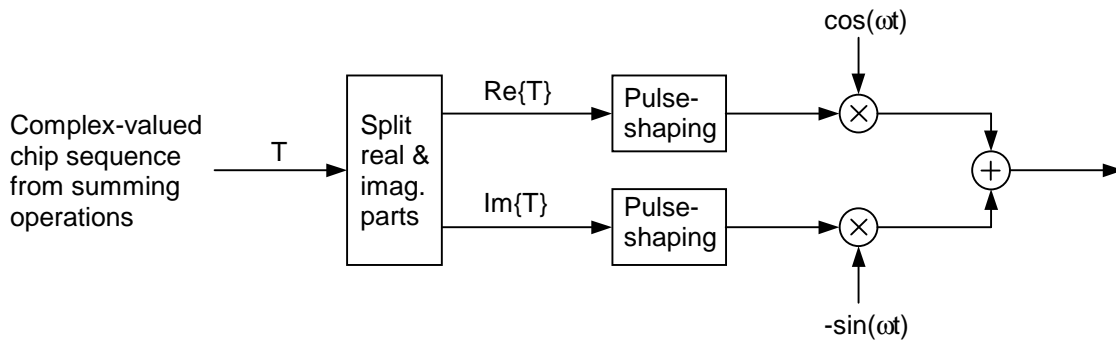 cos(ωt)
Complex-valued
chip sequence
from summing
operations
T
Split
real &
imag.
parts
Re{T}
Pulse-
shaping
Im{T}
Pulse-
shaping
-sin(ωt)